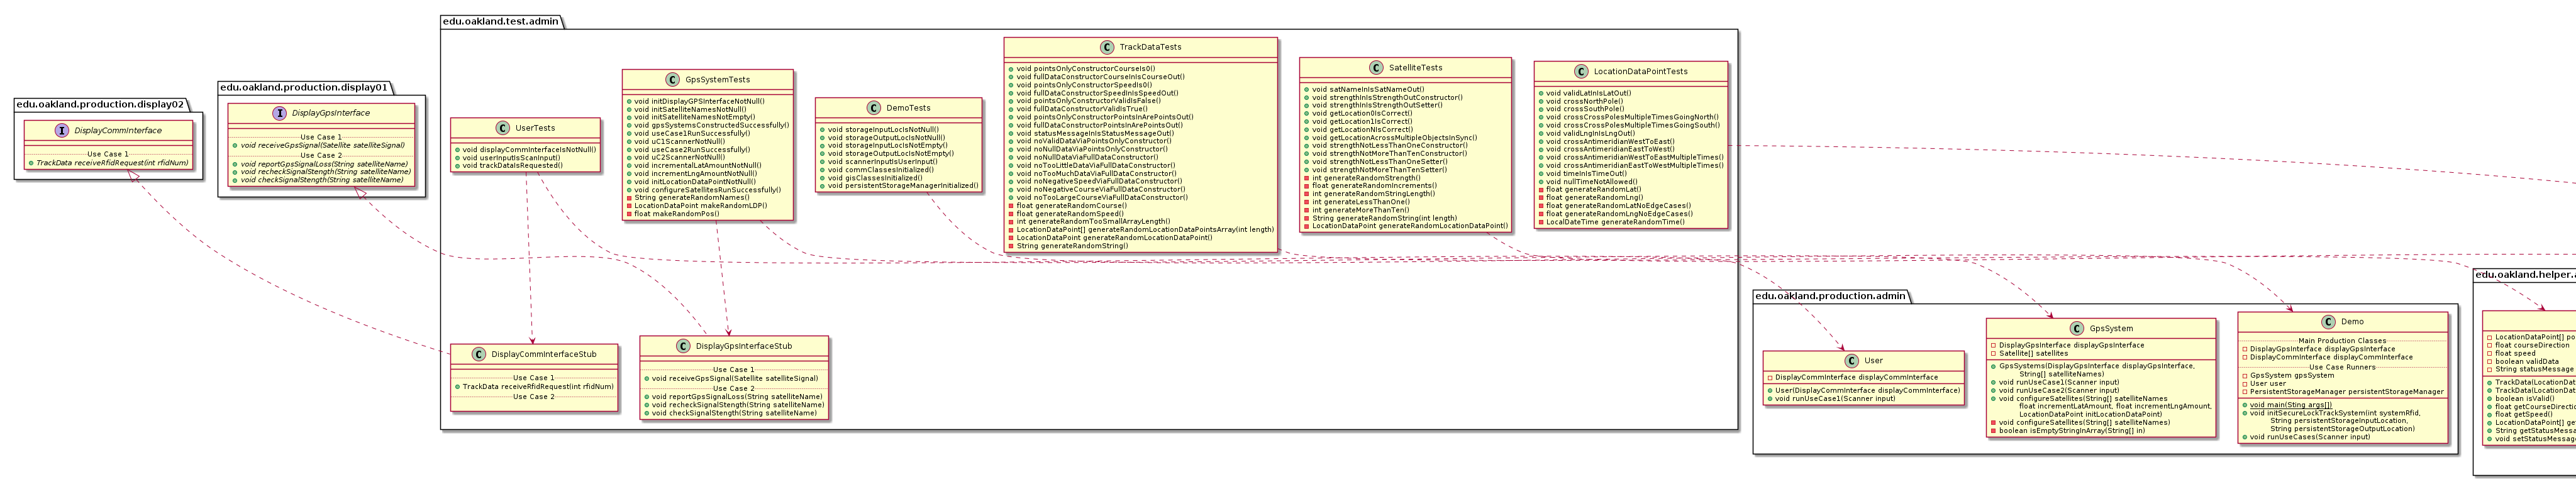 edu.oakland.production.display02
DisplayCommInterface
Use Case 1
TrackData receiveRfidRequest(int rfidNum)
edu.oakland.production.display01
DisplayGpsInterface
Use Case 1
void receiveGpsSignal(Satellite satelliteSignal)
Use Case 2
void reportGpsSignalLoss(String satelliteName)
void recheckSignalStength(String satelliteName)
void checkSignalStength(String satelliteName)
edu.oakland.test.admin
UserTests
void displayCommInterfaceIsNotNull()
void userInputIsScanInput()
void trackDataIsRequested()
GpsSystemTests
void initDisplayGPSInterfaceNotNull()
void initSatelliteNamesNotNull()
void initSatelliteNamesNotEmpty()
void gpsSystemsConstructedSuccessfully()
void useCase1RunSuccessfully()
void uC1ScannerNotNull()
void useCase2RunSuccessfully()
void uC2ScannerNotNull()
void incrementalLatAmountNotNull()
void incrementLngAmountNotNull()
void initLocationDataPointNotNull()
void configureSatellitesRunSuccessfully()
String generateRandomNames()
LocationDataPoint makeRandomLDP()
float makeRandomPos()
DemoTests
void storageInputLocIsNotNull()
void storageOutputLocIsNotNull()
void storageInputLocIsNotEmpty()
void storageOutputLocIsNotEmpty()
void scannerInputIsUserInput()
void commClassesInitialized()
void gisClassesInitialized()
void persistentStorageManagerInitialized()
TrackDataTests
void pointsOnlyConstructorCourseIs0()
void fullDataConstructorCourseInIsCourseOut()
void pointsOnlyConstructorSpeedIs0()
void fullDataConstructorSpeedInIsSpeedOut()
void pointsOnlyConstructorValidIsFalse()
void fullDataConstructorValidIsTrue()
void pointsOnlyConstructorPointsInArePointsOut()
void fullDataConstructorPointsInArePointsOut()
void statusMessageInIsStatusMessageOut()
void noValidDataViaPointsOnlyConstructor()
void noNullDataViaPointsOnlyConstructor()
void noNullDataViaFullDataConstructor()
void noTooLittleDataViaFullDataConstructor()
void noTooMuchDataViaFullDataConstructor()
void noNegativeSpeedViaFullDataConstructor()
void noNegativeCourseViaFullDataConstructor()
void noTooLargeCourseViaFullDataConstructor()
float generateRandomCourse()
float generateRandomSpeed()
int generateRandomTooSmallArrayLength()
LocationDataPoint[] generateRandomLocationDataPointsArray(int length)
LocationDataPoint generateRandomLocationDataPoint()
String generateRandomString()
SatelliteTests
void satNameInIsSatNameOut()
void strengthInIsStrengthOutConstructor()
void strengthInIsStrengthOutSetter()
void getLocation0IsCorrect()
void getLocation1IsCorrect()
void getLocationNIsCorrect()
void getLocationAcrossMultipleObjectsInSync()
void strengthNotLessThanOneConstructor()
void strengthNotMoreThanTenConstructor()
void strengthNotLessThanOneSetter()
void strengthNotMoreThanTenSetter()
int generateRandomStrength()
float generateRandomIncrements()
int generateRandomStringLength()
int generateLessThanOne()
int generateMoreThanTen()
String generateRandomString(int length)
LocationDataPoint generateRandomLocationDataPoint()
LocationDataPointTests
void validLatInIsLatOut()
void crossNorthPole()
void crossSouthPole()
void crossCrossPolesMultipleTimesGoingNorth()
void crossCrossPolesMultipleTimesGoingSouth()
void validLngInIsLngOut()
void crossAntimeridianWestToEast()
void crossAntimeridianEastToWest()
void crossAntimeridianWestToEastMultipleTimes()
void crossAntimeridianEastToWestMultipleTimes()
void timeInIsTimeOut()
void nullTimeNotAllowed()
float generateRandomLat()
float generateRandomLng()
float generateRandomLatNoEdgeCases()
float generateRandomLngNoEdgeCases()
LocalDateTime generateRandomTime()
DisplayCommInterfaceStub
Use Case 1
TrackData receiveRfidRequest(int rfidNum)
Use Case 2
DisplayGpsInterfaceStub
Use Case 1
void receiveGpsSignal(Satellite satelliteSignal)
Use Case 2
void reportGpsSignalLoss(String satelliteName)
void recheckSignalStength(String satelliteName)
void checkSignalStength(String satelliteName)
edu.oakland.production.admin
User
DisplayCommInterface displayCommInterface
User(DisplayCommInterface displayCommInterface)
void runUseCase1(Scanner input)
GpsSystem
DisplayGpsInterface displayGpsInterface
Satellite[] satellites
GpsSystems(DisplayGpsInterface displayGpsInterface,
String[] satelliteNames)
void runUseCase1(Scanner input)
void runUseCase2(Scanner input)
void configureSatellites(String[] satelliteNames
float incrementLatAmount, float incrementLngAmount,
LocationDataPoint initLocationDataPoint)
void configureSatellites(String[] satelliteNames)
boolean isEmptyStringInArray(String[] in)
Demo
Main Production Classes
DisplayGpsInterface displayGpsInterface
DisplayCommInterface displayCommInterface
Use Case Runners
GpsSystem gpsSystem
User user
PersistentStorageManager persistentStorageManager
void main(Sting args[])
void initSecureLockTrackSystem(int systemRfid,
String persistentStorageInputLocation,
String persistentStorageOutputLocation)
void runUseCases(Scanner input)
edu.oakland.helper.a
LocationDataPoint[] po
float courseDirection
float speed
boolean validData
String statusMessage
TrackData(LocationDat
TrackData(LocationDat
boolean isValid()
float getCourseDirecti
float getSpeed()
LocationDataPoint[] ge
String getStatusMessa
void setStatusMessag